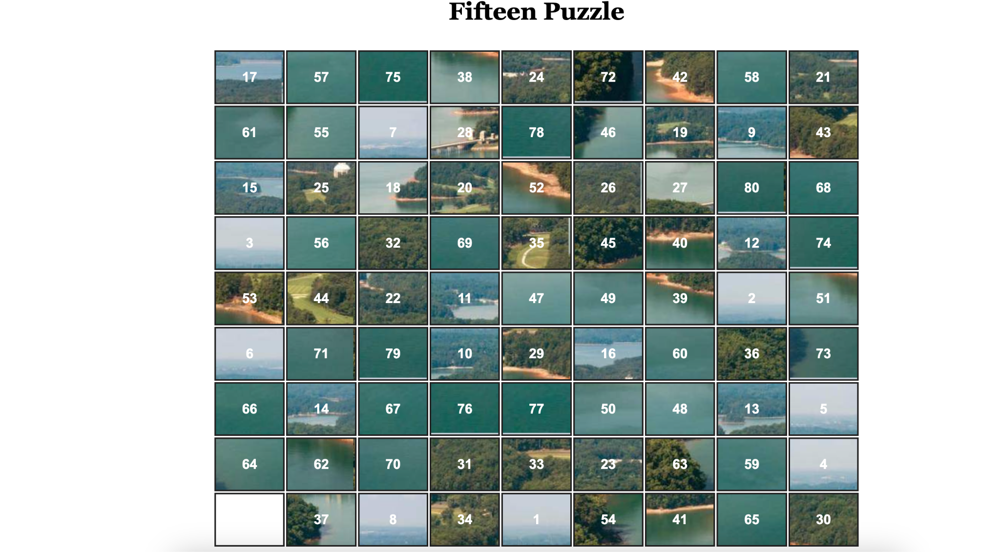 Fifteen Puzzle
17 57 75 38 24 72 42 58 21
61 55 7 28 78 46 19 9 43
15 25 18 20 52 26 27 80 68
3 56 32 69 35 45 40 12 74
53 44 22 11 47 49 39 2 51
6 71 79 10 29 16 60 36 73
66 14 67 76 77 50 48 13 5
64 62 70 31 33 23 63 59 4
37 8 34 1 54 41 65 30